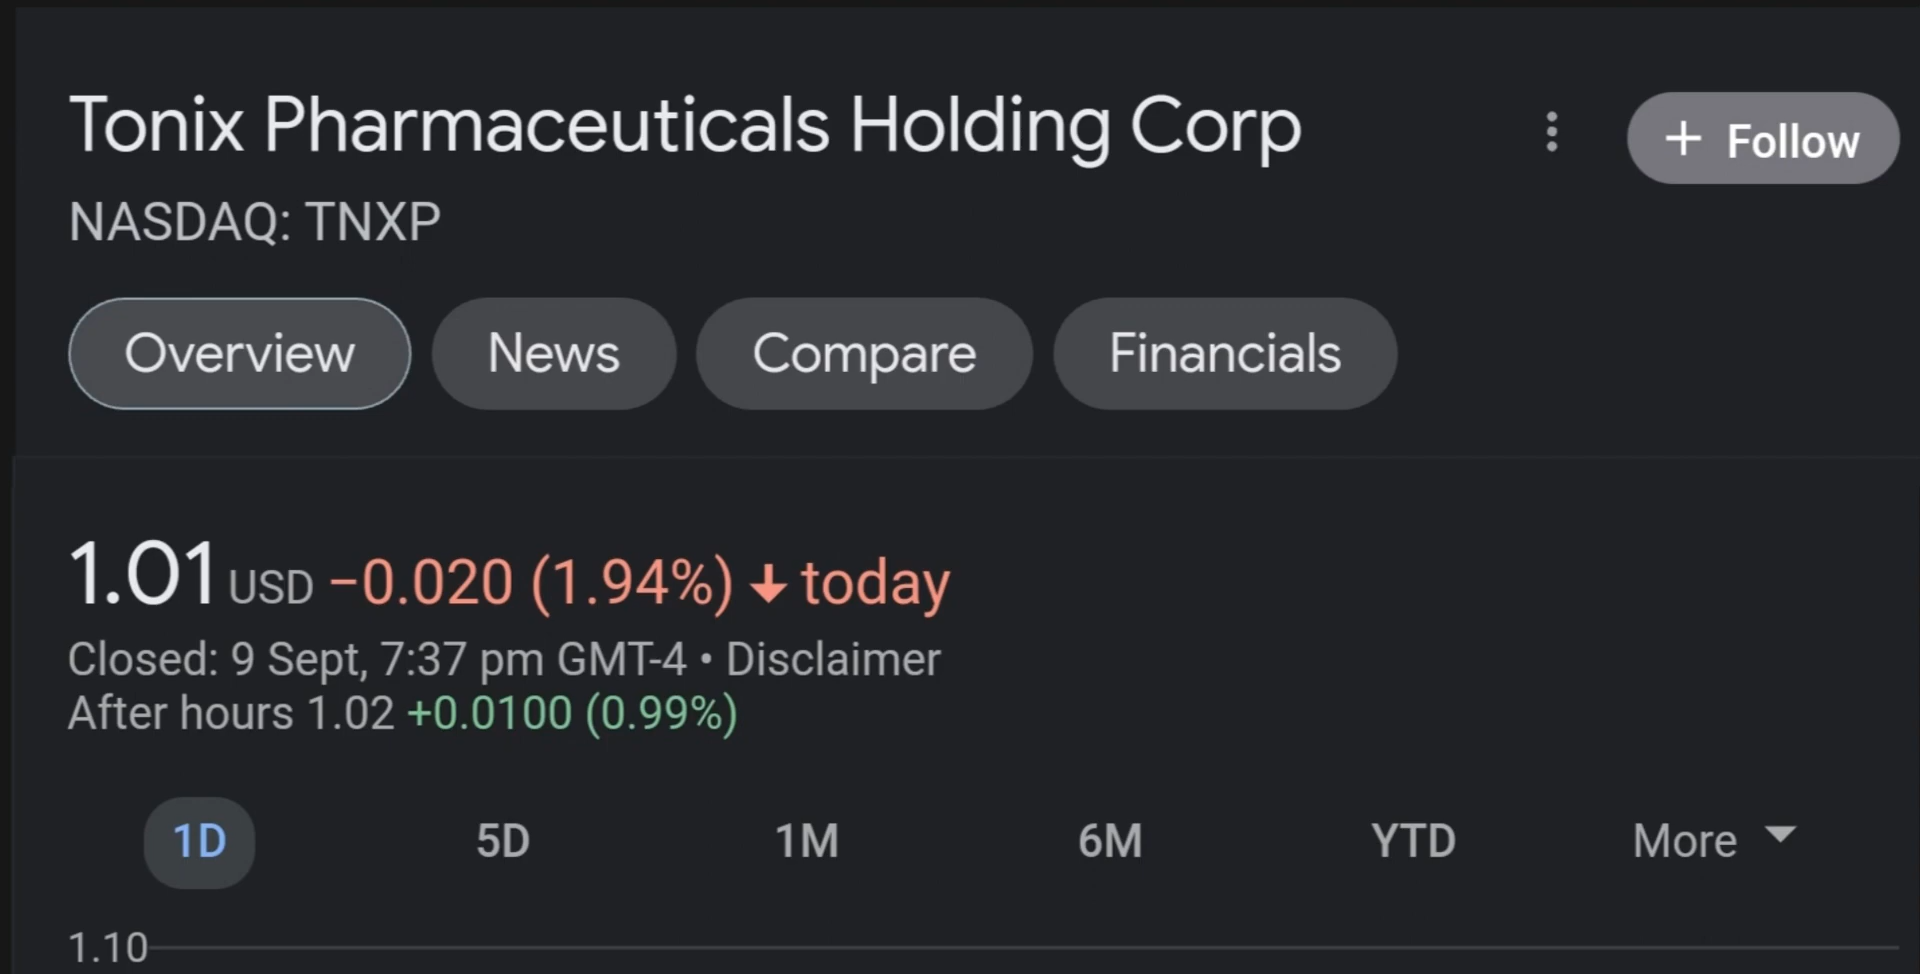 Tonix Pharmaceuticals Holding Corp
+ Follow
NASDAQ: TNXP
Overview News Compare Financials
1.01 USD −0.020 (1.94%) ↓ today
Closed: 9 Sept, 7:37 pm GMT-4 • Disclaimer
After hours 1.02 +0.0100 (0.99%)
1D 5D 1M 6M YTD More
1.10